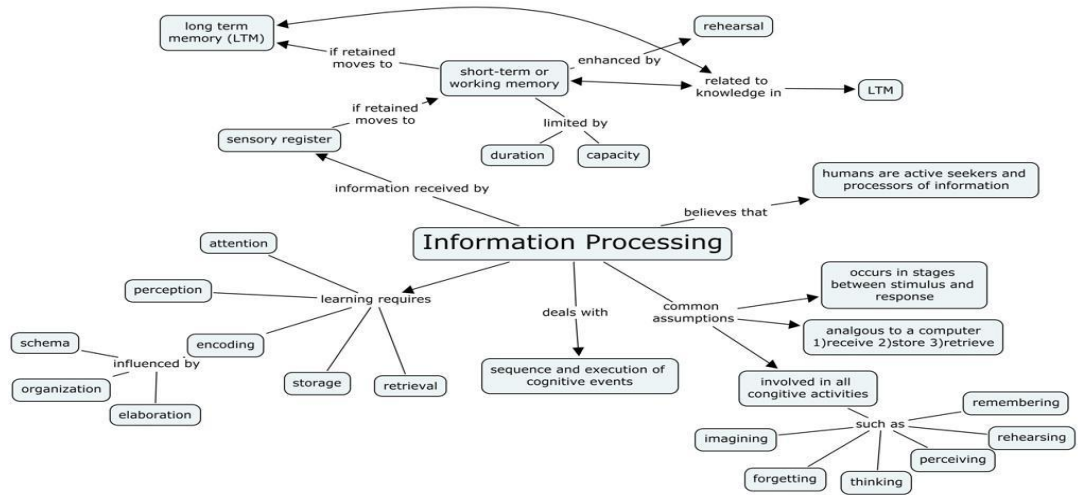 long term
memory (LTM)
rehearsal
if retained
moves to
enhanced by
short-term or
working memory
related to
knowledge in
LTM
if retained
moves to
limited by
sensory register
duration
capacity
information received by
humans are active seekers and
processors of information
believes that
Information Processing
attention
perception
learning requires
occurs in stages
between stimulus and
response
common
assumptions
deals with
analgous to a computer
1)receive 2)store 3)retrieve
schema
encoding
influenced by
organization
elaboration
storage
retrieval
sequence and execution of
cognitive events
involved in all
congitive activities
such as
remembering
rehearsing
imagining
perceiving
forgetting
thinking